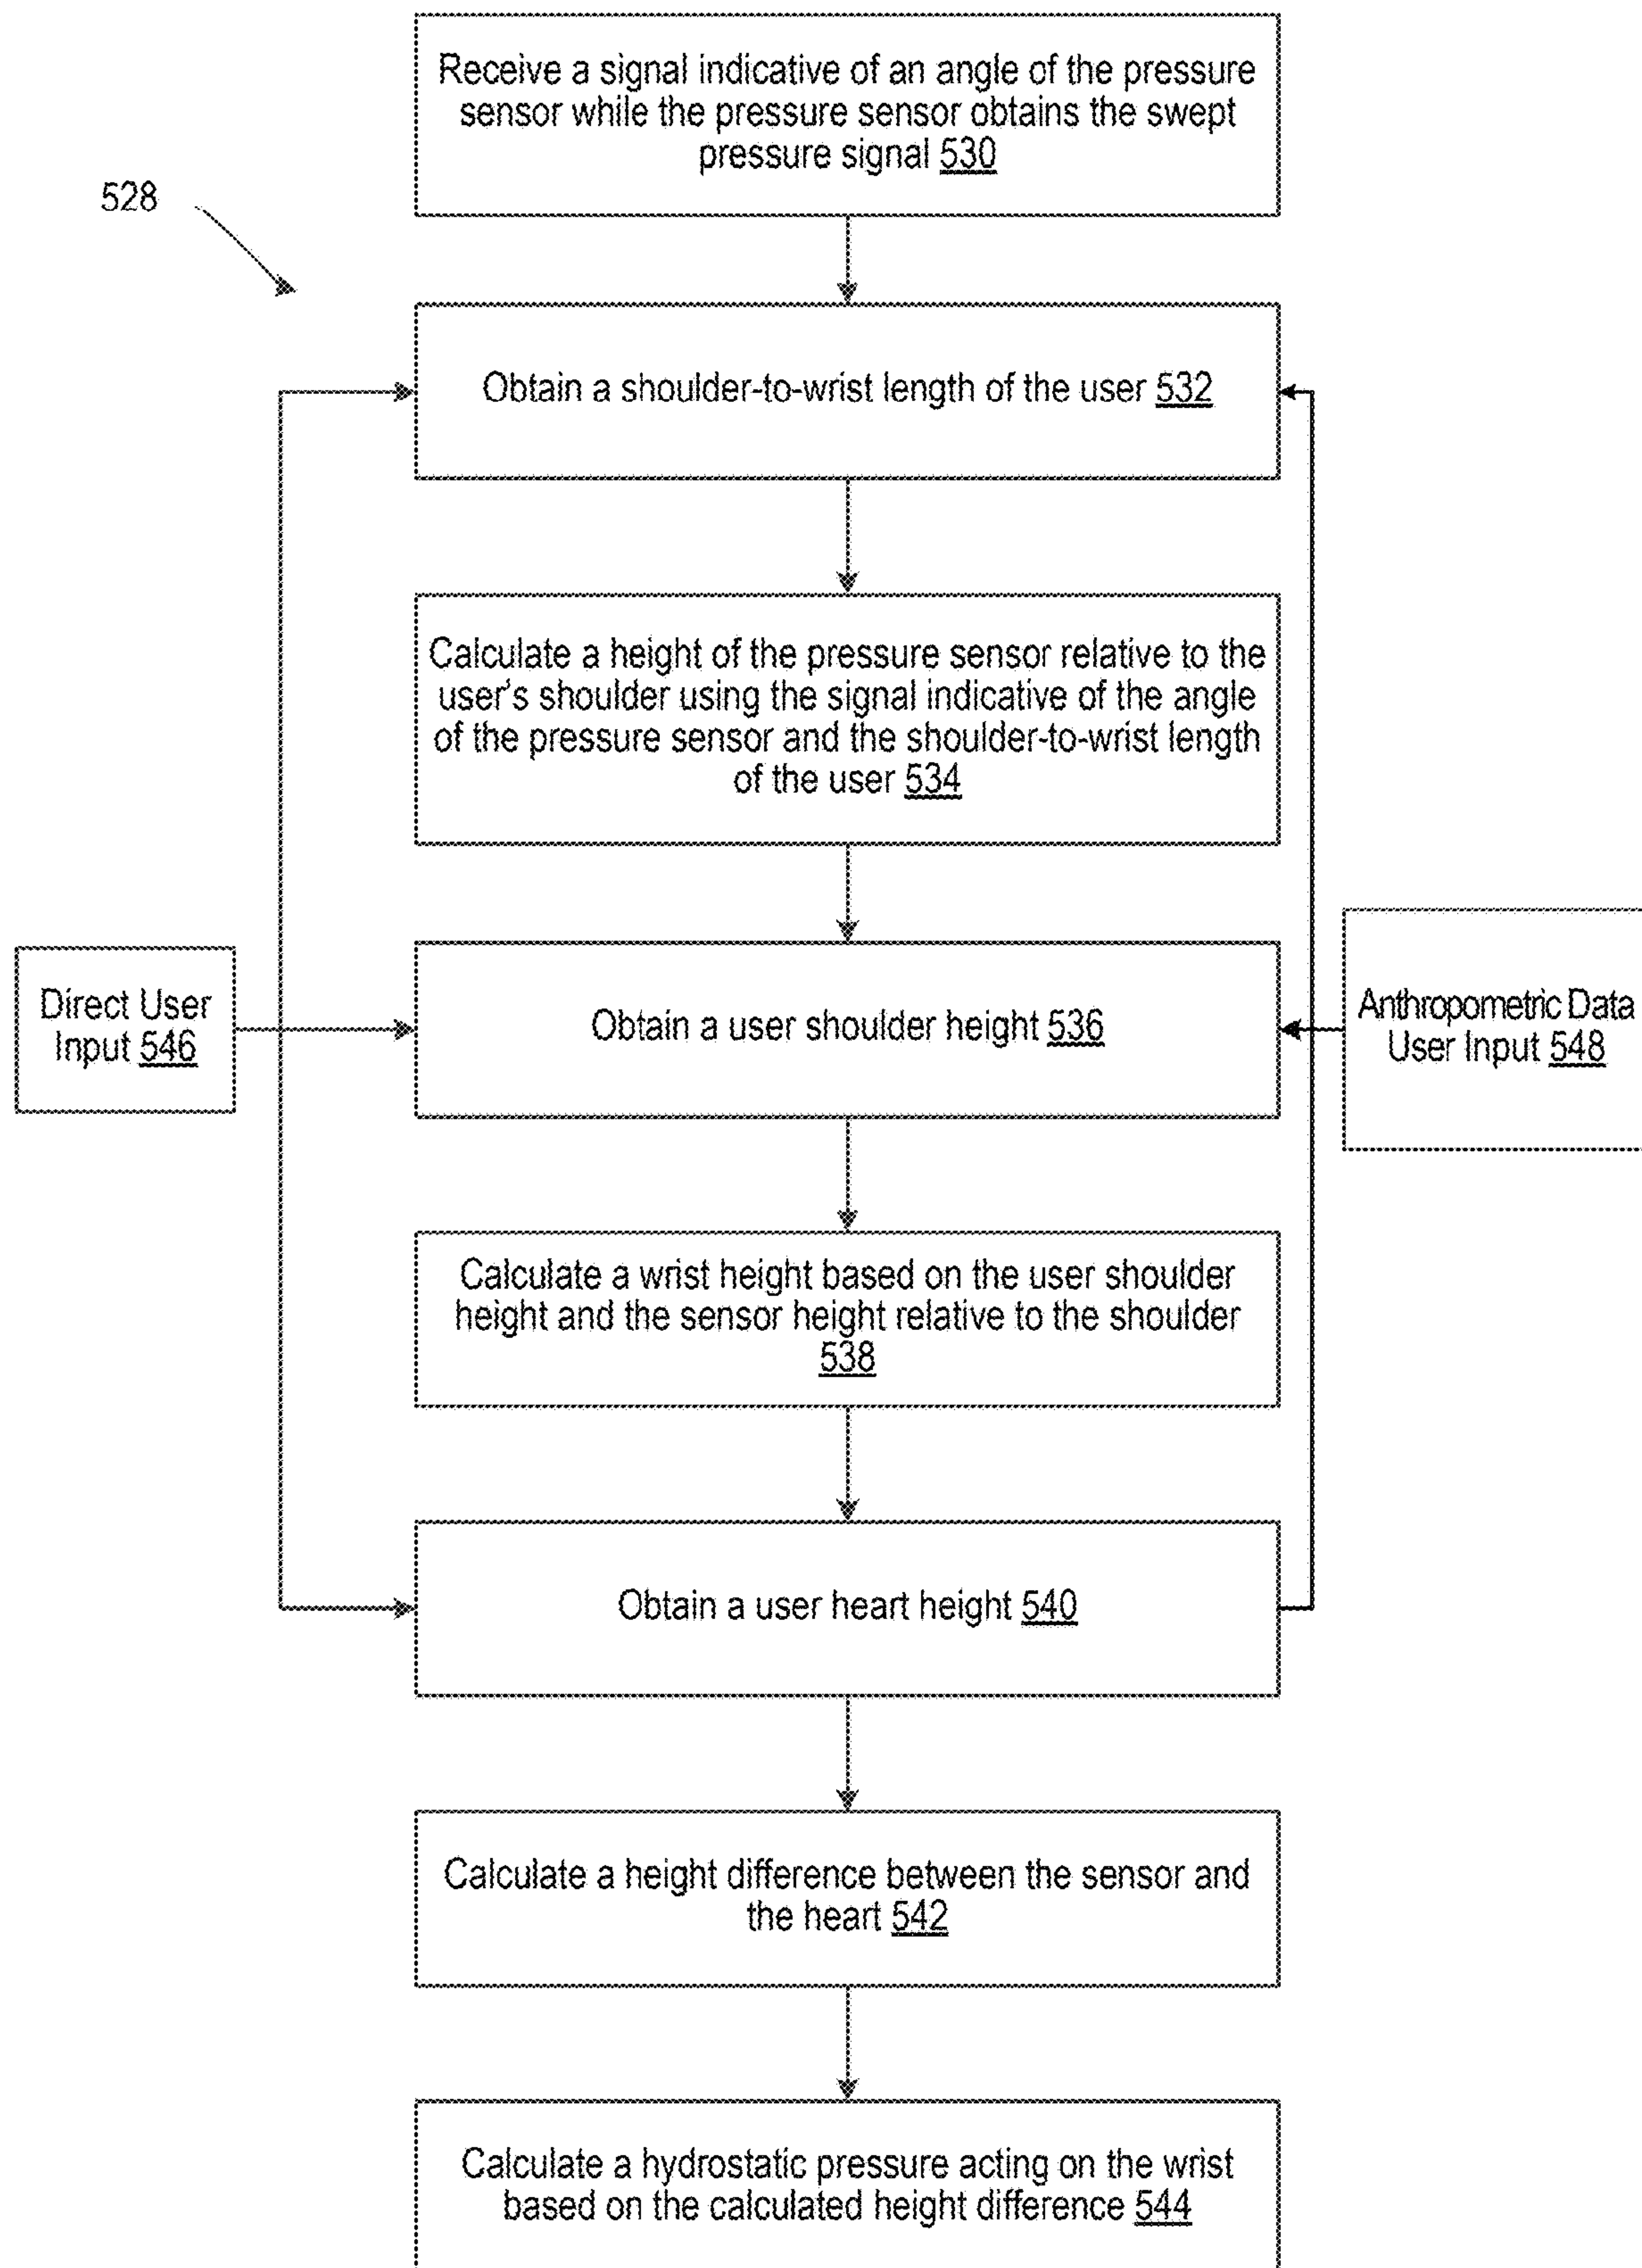 Receive a signal indicative of an angle of the pressure
sensor while the pressure sensor obtains the swept
pressure signal 530
528
Obtain a shoulder-to-wrist length of the user 532
Calculate a height of the pressure sensor relative to the
user's shoulder using the signal indicative of the angle
of the pressure sensor and the shoulder-to-wrist length
of the user 534
Direct User
Input 546
Obtain a user shoulder height 536
Anthropometric Data
User Input 548
Calculate a wrist height based on the user shoulder
height and the sensor height relative to the shoulder
538
Obtain a user heart height 540
Calculate a height difference between the sensor and
the heart 542
Calculate a hydrostatic pressure acting on the wrist
based on the calculated height difference 544